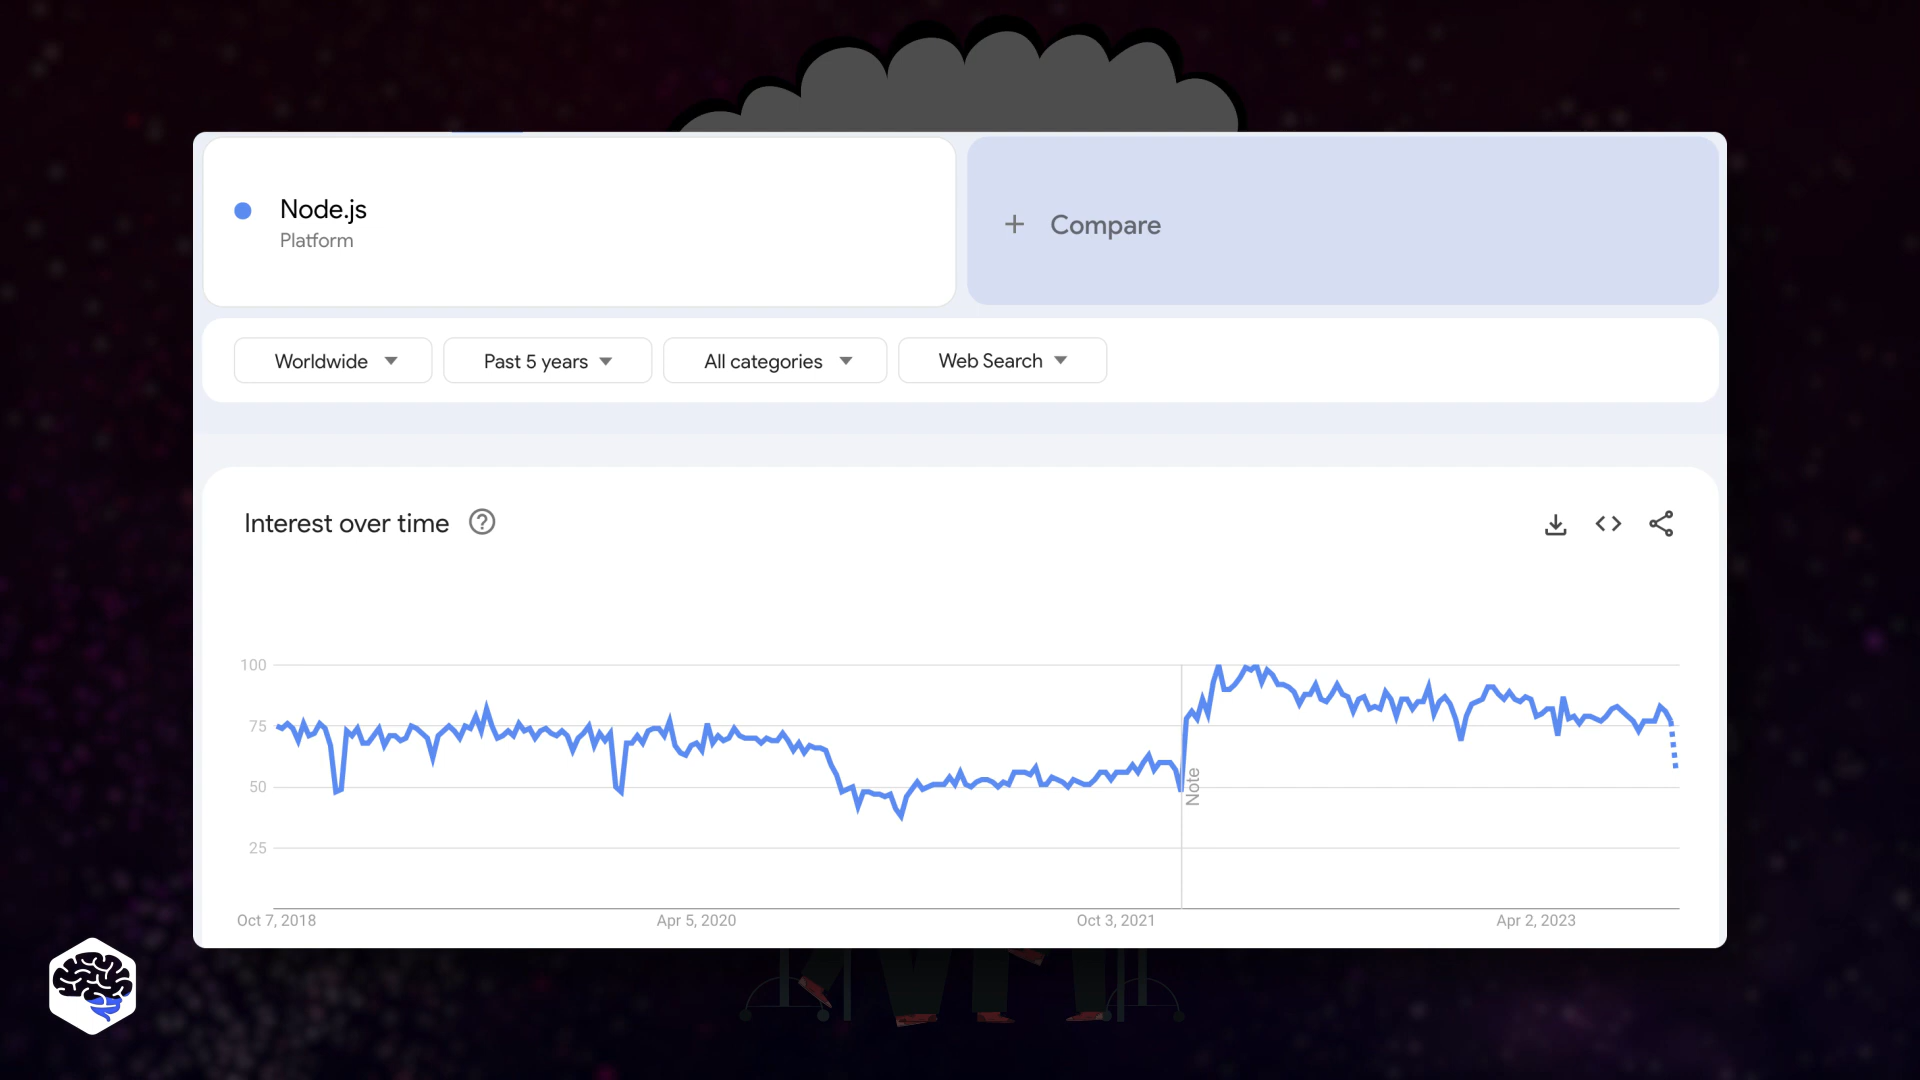 Node.js
Platform
+ Compare
Worldwide
Past 5 years
All categories
Web Search
Interest over time
100
75
50
25
Note
Oct 7, 2018
Apr 5, 2020
Oct 3, 2021
Apr 2, 2023